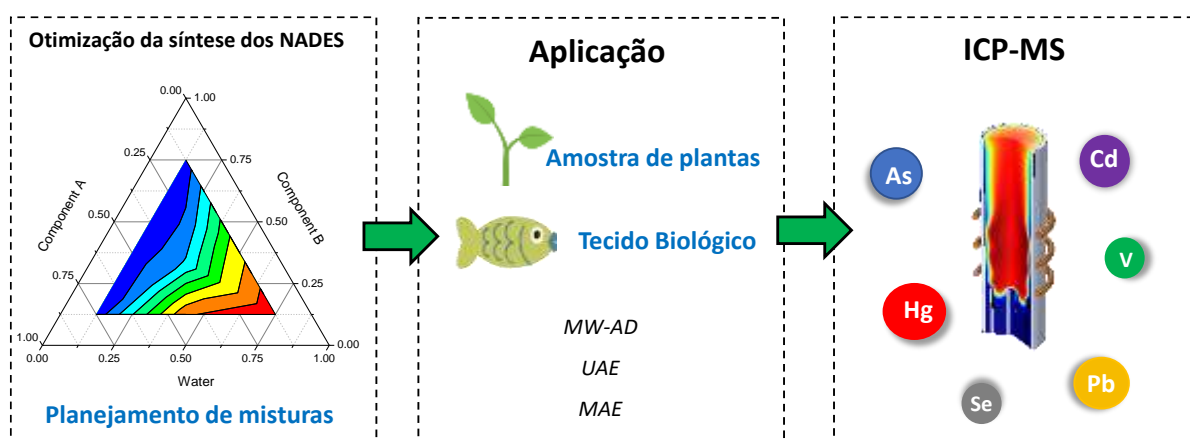 Otimização da síntese dos NADES
0.00
1.00
0.25
0.75
Component A
Component B
0.50
0.50
0.75
0.25
1.00
0.00
0.00
0.25
0.50
0.75
1.00
Water
Planejamento de misturas
Aplicação
Amostra de plantas
Tecido Biológico
MW-AD
UAE
MAE
ICP-MS
As
Cd
V
Hg
Pb
Se